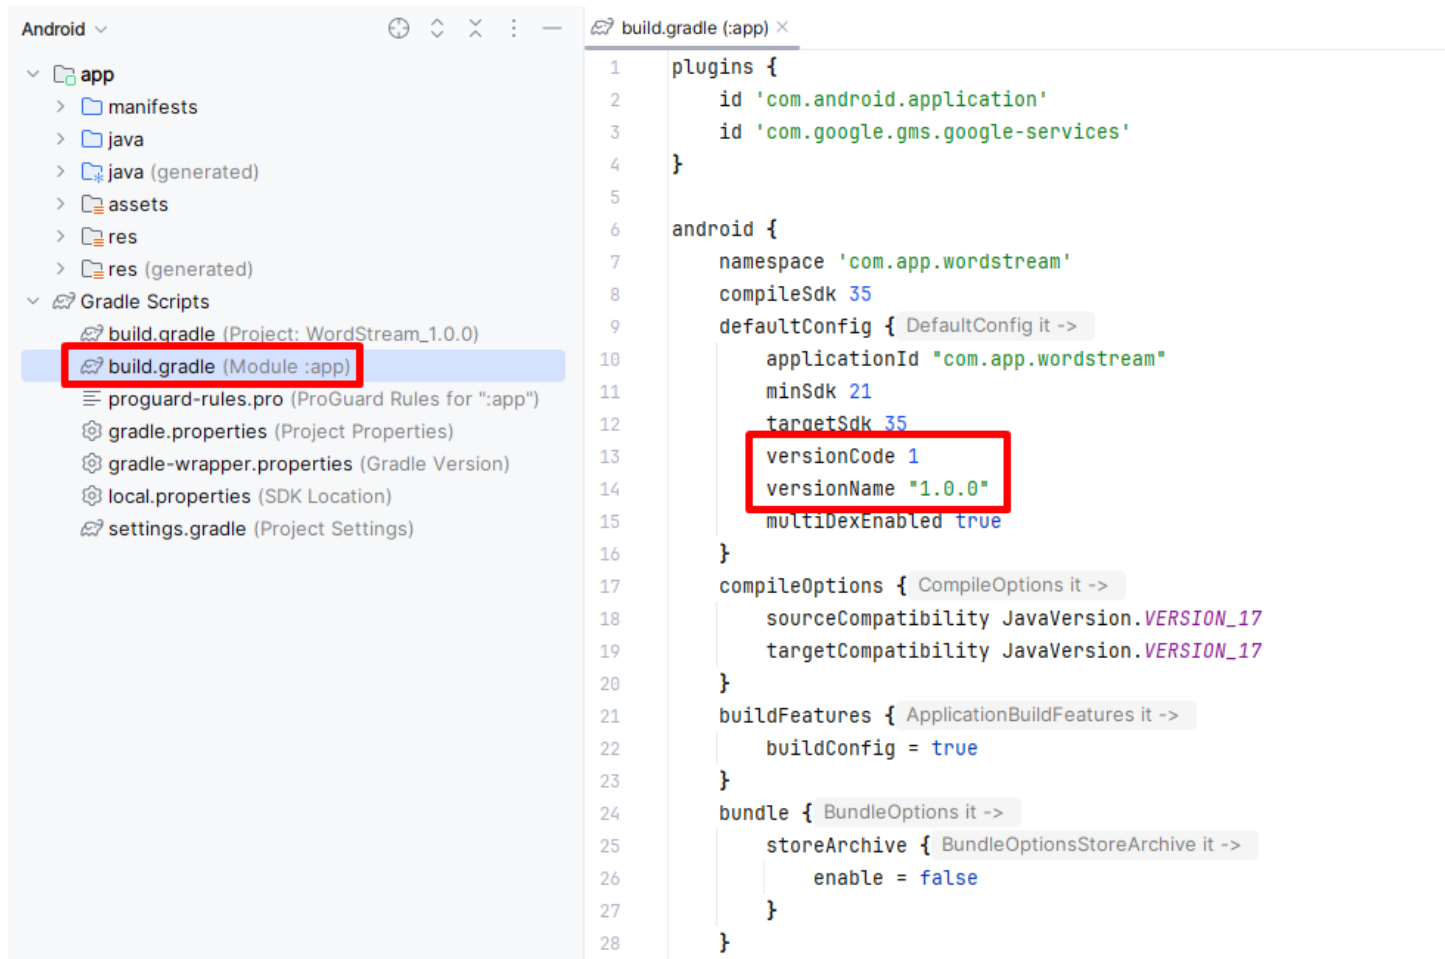 Android
app
manifests
java
java (generated)
assets
res
res (generated)
Gradle Scripts
build.gradle (Project: WordStream_1.0.0)
build.gradle (Module :app)
proguard-rules.pro (ProGuard Rules for ":app")
gradle.properties (Project Properties)
gradle-wrapper.properties (Gradle Version)
local.properties (SDK Location)
settings.gradle (Project Settings)
build.gradle (:app)
1 plugins {
2 id 'com.android.application'
3 id 'com.google.gms.google-services'
4 }
5
6 android {
7 namespace 'com.app.wordstream'
8 compileSdk 35
9 defaultConfig { DefaultConfig it ->
10 applicationId "com.app.wordstream"
11 minSdk 21
12 targetSdk 35
13 versionCode 1
14 versionName "1.0.0"
15 multiDexEnabled true
16 }
17 compileOptions { CompileOptions it ->
18 sourceCompatibility JavaVersion.VERSION_17
19 targetCompatibility JavaVersion.VERSION_17
20 }
21 buildFeatures { ApplicationBuildFeatures it ->
22 buildConfig = true
23 }
24 bundle { BundleOptions it ->
25 storeArchive { BundleOptionsStoreArchive it ->
26 enable = false
27 }
28 }